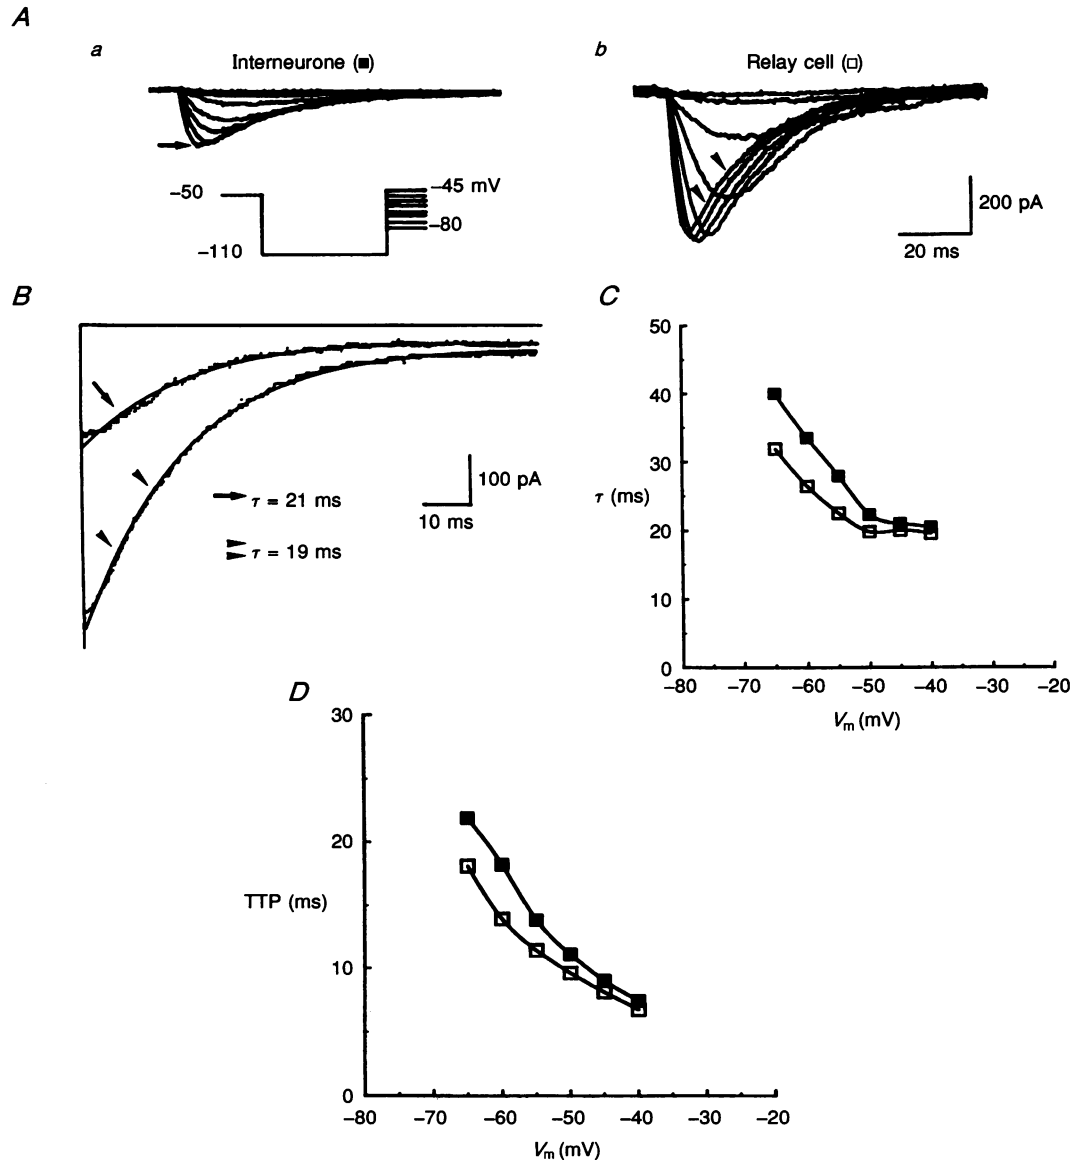 A
a
b
Interneurone (■)
Relay cell (□)
−50
−45 mV
−80
−110
200 pA
20 ms
B
100 pA
10 ms
τ = 21 ms
τ = 19 ms
C
50
40
30
τ (ms)
20
10
0
−80 −70 −60 −50 −40 −30 −20
Vm (mV)
D
30
20
TTP (ms)
10
0
−80 −70 −60 −50 −40 −30 −20
Vm (mV)